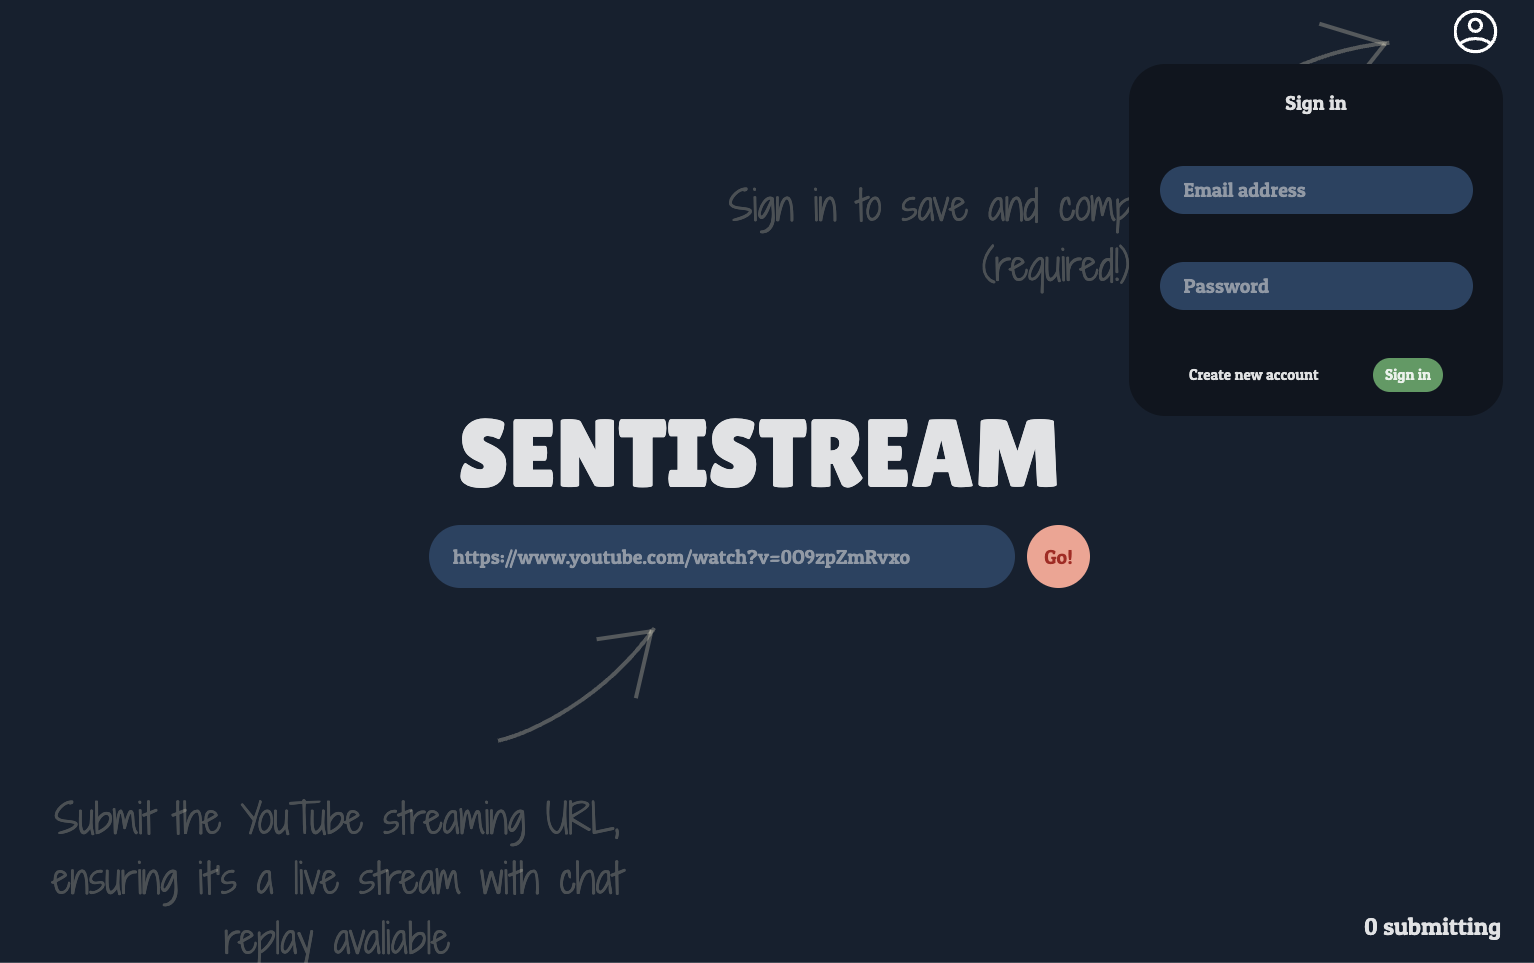 Sign in
Sign in to save and comp
(required!)
Email address
Password
Create new account
Sign in
SENTISTREAM
https://www.youtube.com/watch?v=0O9zpZmRvxo
Go!
Submit the YouTube streaming URL,
ensuring it's a live stream with chat
replay avaliable
0 submitting